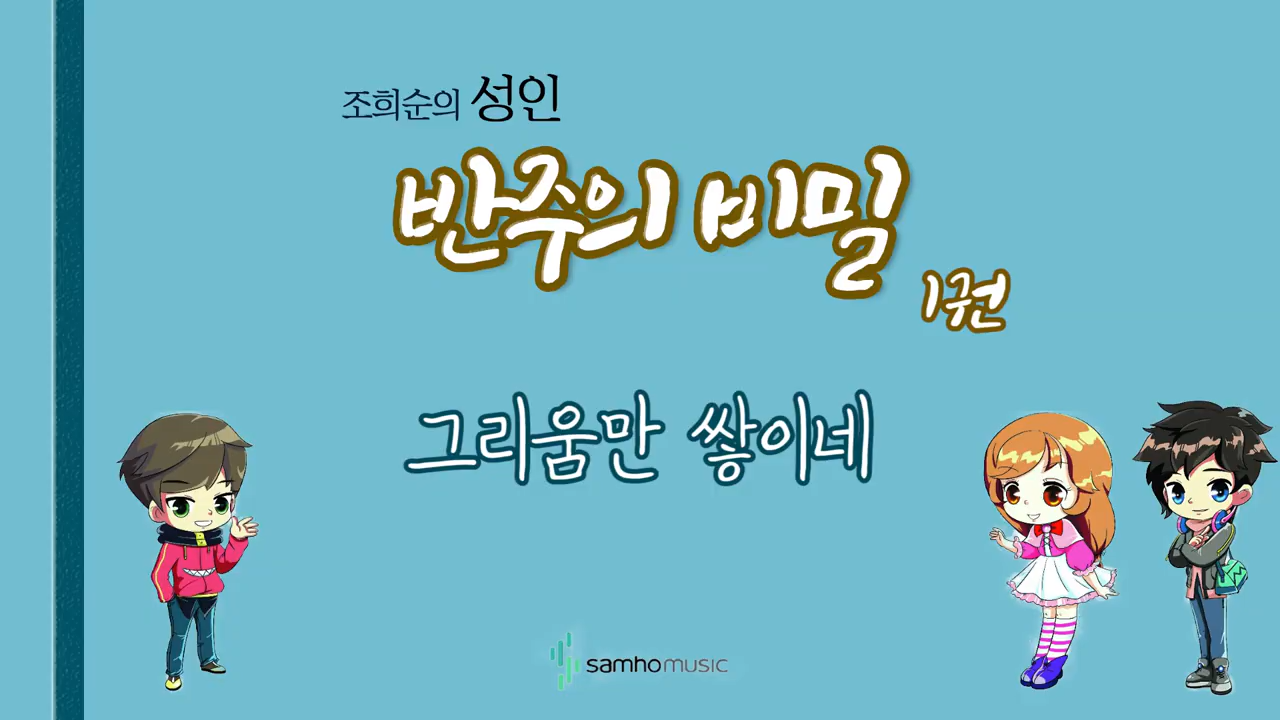 조희순의 성인
반주의 비밀
1권
그리움만 쌓이네
samhomusic